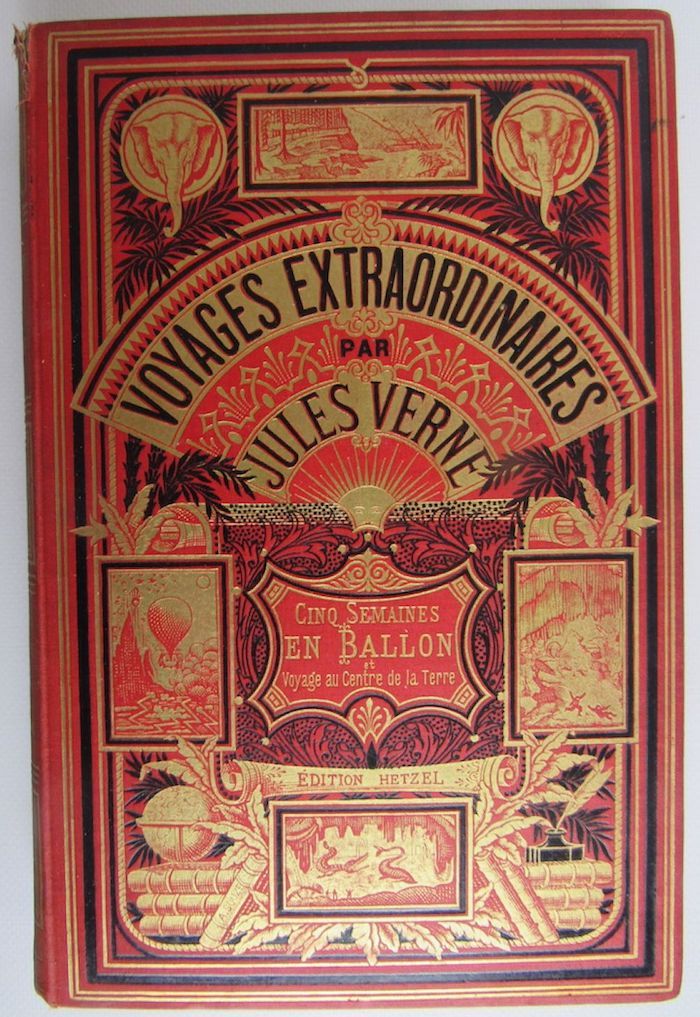 VOYAGES EXTRAORDINAIRES
PAR
JULES VERNE
CINQ SEMAINES
EN BALLON
et
Voyage au Centre de la Terre
ÉDITION HETZEL